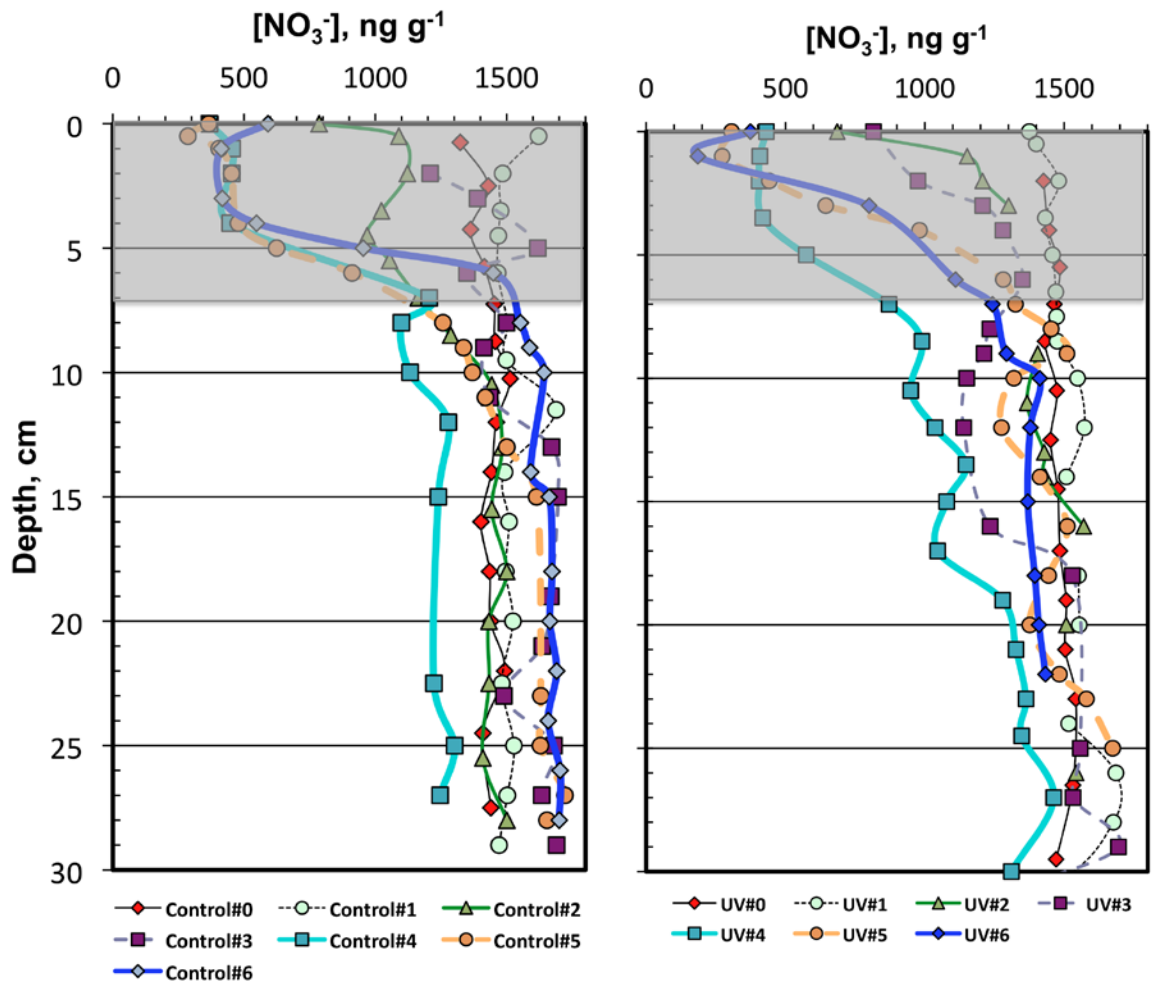 [NO₃⁻], ng g⁻¹
0 500 1000 1500
0
5
10
15
20
25
30
Depth, cm
Control#0 Control#1 Control#2
Control#3 Control#4 Control#5
Control#6
[NO₃⁻], ng g⁻¹
0 500 1000 1500
UV#0 UV#1 UV#2 UV#3
UV#4 UV#5 UV#6